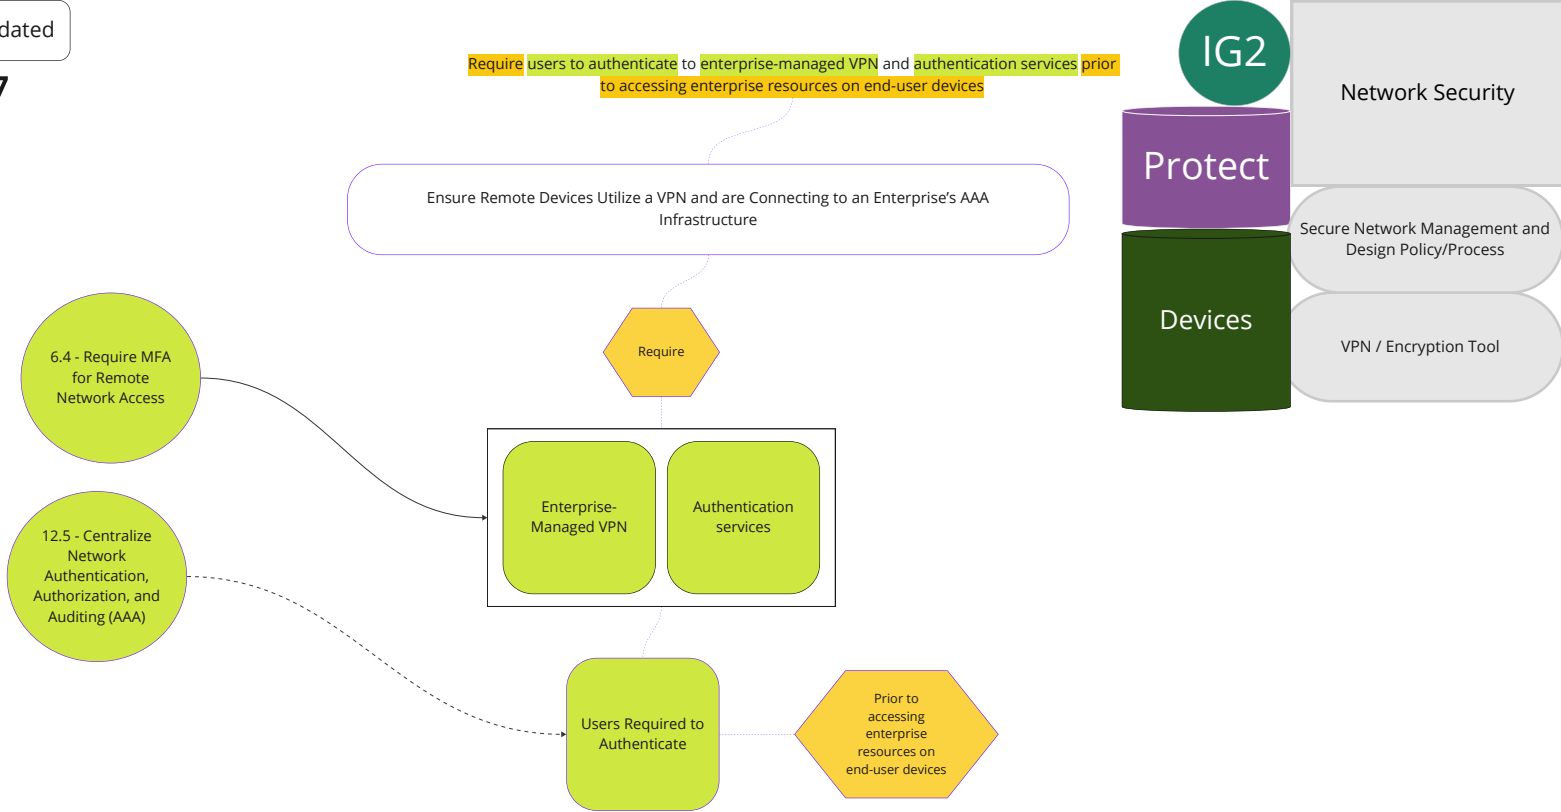 dated
7
Require users to authenticate to enterprise-managed VPN and authentication services prior
to accessing enterprise resources on end-user devices
IG2
Network Security
Protect
Ensure Remote Devices Utilize a VPN and are Connecting to an Enterprise’s AAA
Infrastructure
Secure Network Management and
Design Policy/Process
Devices
VPN / Encryption Tool
Require
6.4 - Require MFA
for Remote
Network Access
Enterprise-
Managed VPN
Authentication
services
12.5 - Centralize
Network
Authentication,
Authorization, and
Auditing (AAA)
Users Required to
Authenticate
Prior to
accessing
enterprise
resources on
end-user devices